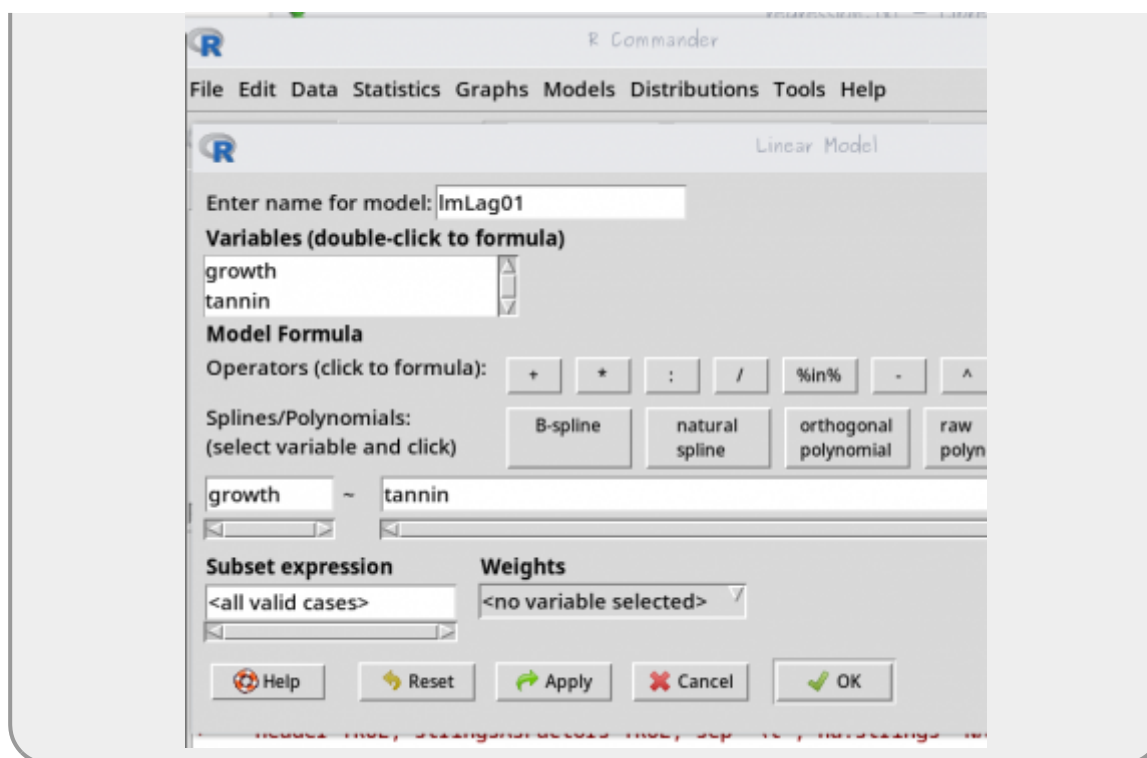 R Commander
File Edit Data Statistics Graphs Models Distributions Tools Help
Linear Model
Enter name for model: lmLag01
Variables (double-click to formula)
growth
tannin
Model Formula
Operators (click to formula): + * : / %in% - ^
Splines/Polynomials:
(select variable and click)
B-spline
natural
spline
orthogonal
polynomial
raw
polyn
growth ~ tannin
Subset expression Weights
<all valid cases> <no variable selected>
Help Reset Apply Cancel OK